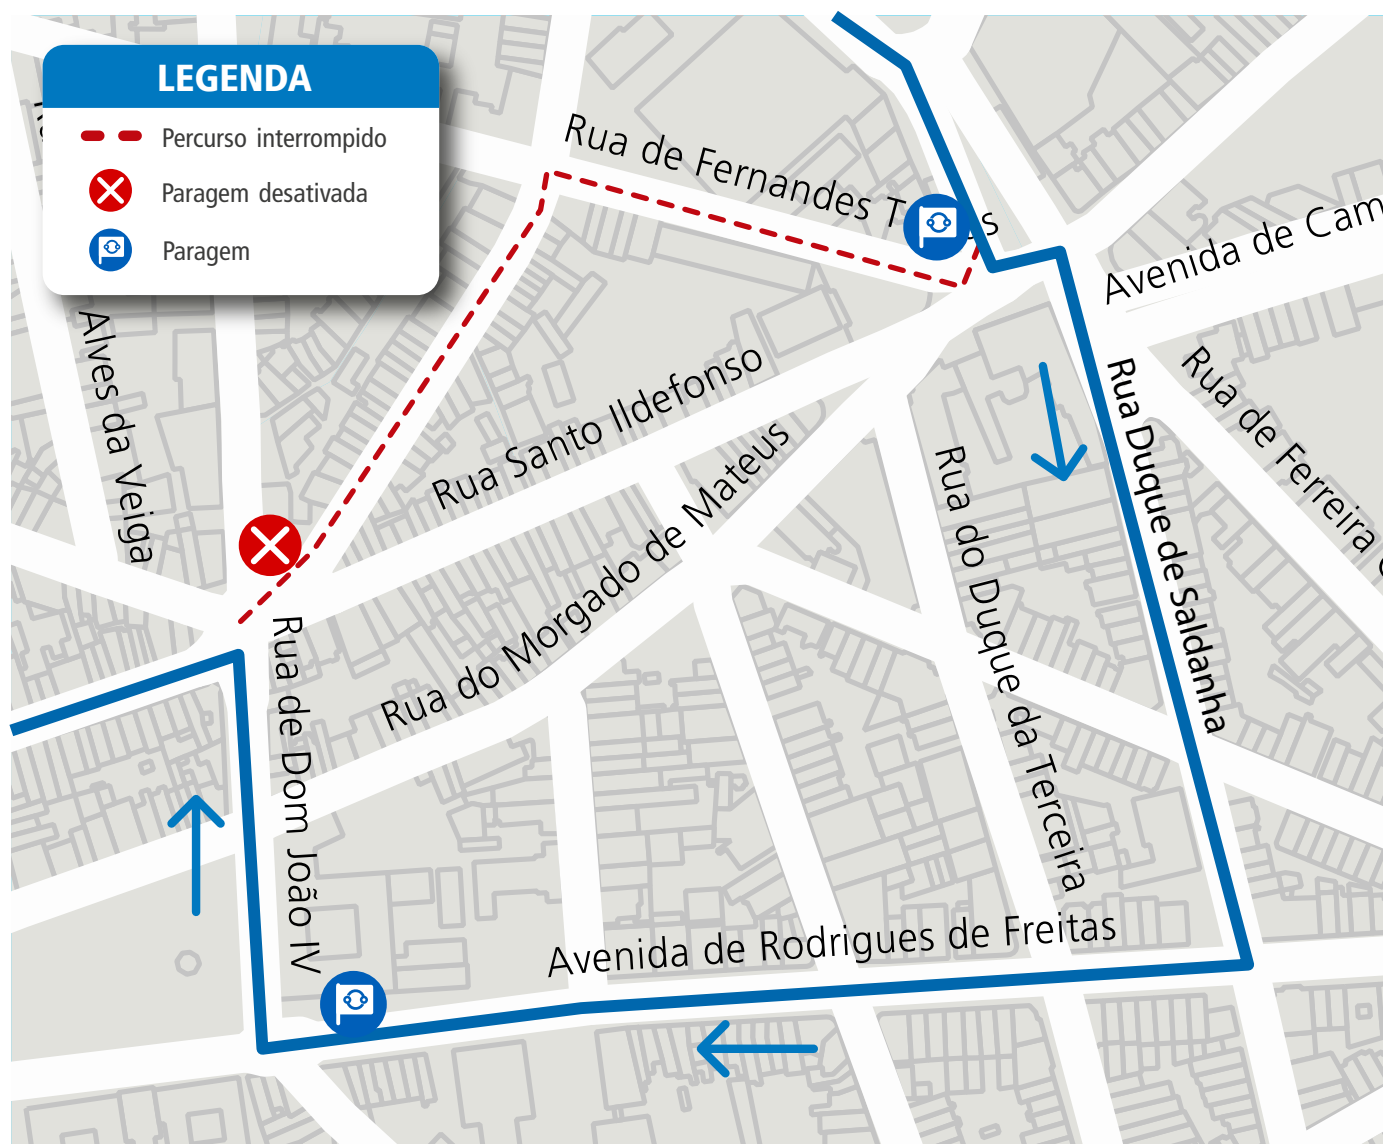 LEGENDA
Percurso interrompido
Paragem desativada
Paragem
Rua de Fernandes T
s
Avenida de Cam
Alves da Veiga
Rua Santo Ildefonso
Rua de Ferreira
Rua Duque de Saldanha
Rua do Morgado de Mateus
Rua do Duque da Terceira
Rua de Dom João IV
Avenida de Rodrigues de Freitas